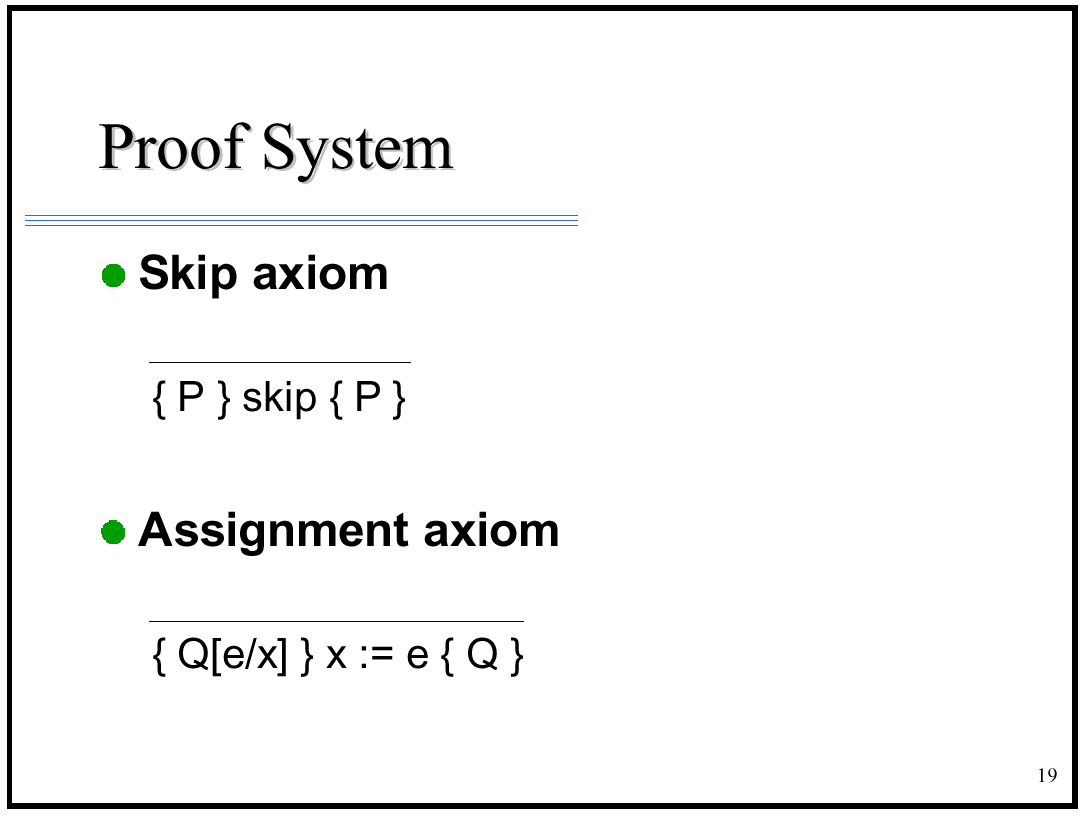 Proof System
Skip axiom
{ P } skip { P }
Assignment axiom
{ Q[e/x] } x := e { Q }
19